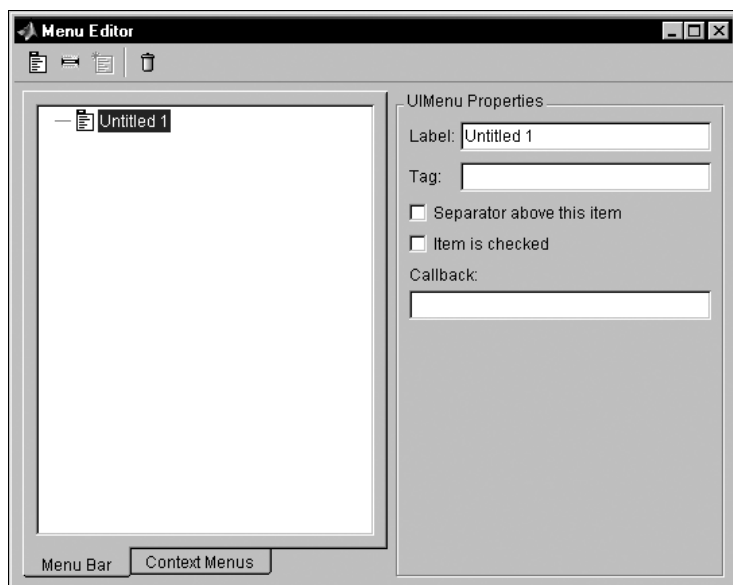 Menu Editor
Untitled 1
UIMenu Properties
Label: Untitled 1
Tag:
Separator above this item
Item is checked
Callback:
Menu Bar
Context Menus